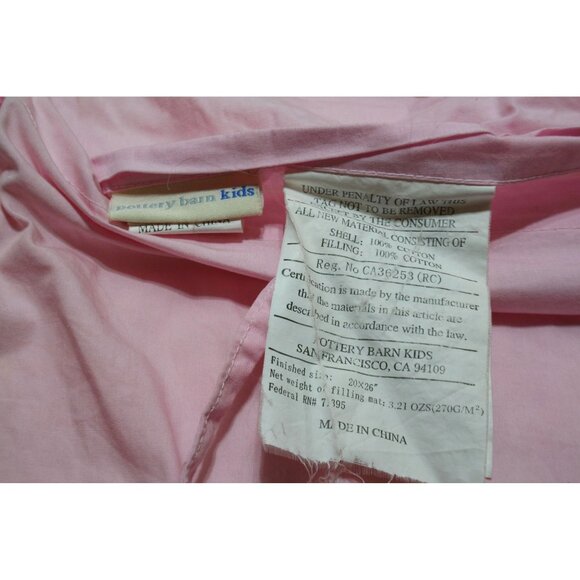 pottery barn kids
MADE IN CHINA
UNDER PENALTY OF LAW THIS
TAG NOT TO BE REMOVED
BY THE CONSUMER
ALL NEW MATERIAL CONSISTING OF
SHELL: 100% COTTON
FILLING: 100% COTTON
Reg. No CA36253 (RC)
Certification is made by the manufacturer
that the materials in this article are
described in accordance with the law.
POTTERY BARN KIDS
SAN FRANCISCO, CA 94109
Finished size: 20X26"
Net weight of filling mat: 3.21 OZS(270G/M²)
Federal RN#
MADE IN CHINA